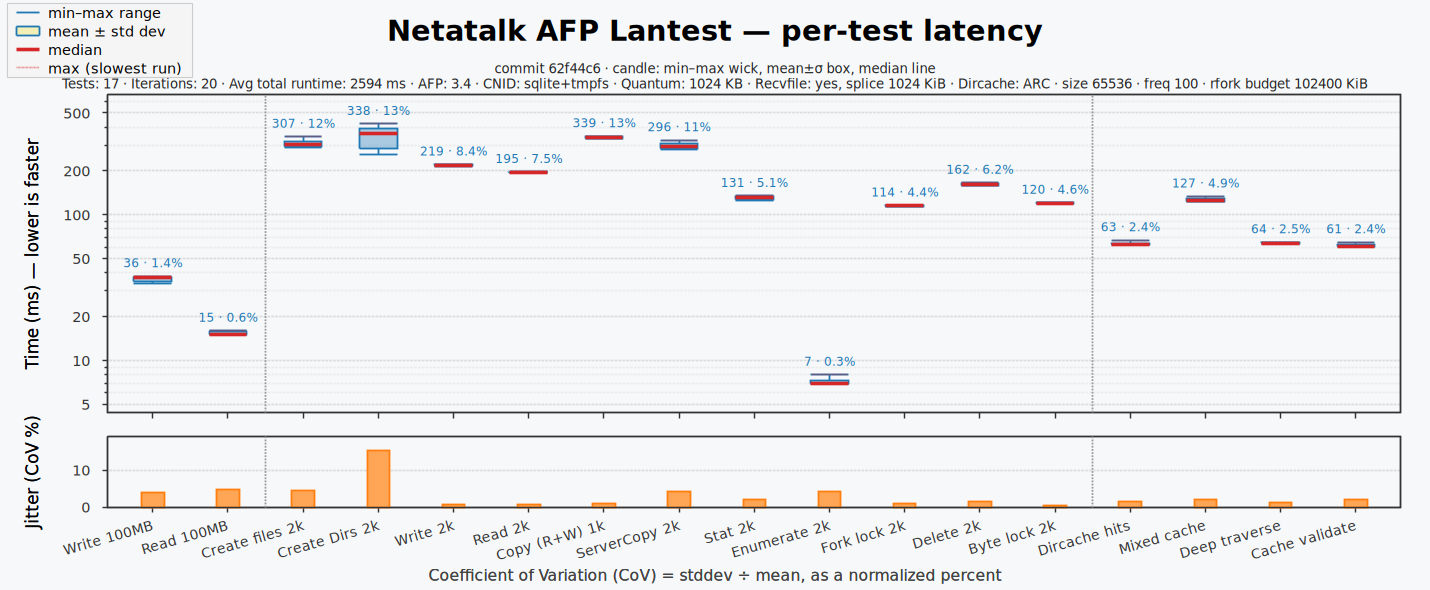 min–max range
mean ± std dev
median
max (slowest run)
Netatalk AFP Lantest — per-test latency
commit 62f44c6 · candle: min–max wick, mean±σ box, median line
Tests: 17 · Iterations: 20 · Avg total runtime: 2594 ms · AFP: 3.4 · CNID: sqlite+tmpfs · Quantum: 1024 KB · Recvfile: yes, splice 1024 KiB · Dircache: ARC · size 65536 · freq 100 · rfork budget 102400 KiB
Time (ms) — lower is faster
500
200
100
50
20
10
5
36 · 1.4%
15 · 0.6%
307 · 12%
338 · 13%
219 · 8.4%
195 · 7.5%
339 · 13%
296 · 11%
131 · 5.1%
7 · 0.3%
114 · 4.4%
162 · 6.2%
120 · 4.6%
63 · 2.4%
127 · 4.9%
64 · 2.5%
61 · 2.4%
Jitter (CoV %)
10
0
Write 100MB
Read 100MB
Create files 2k
Create Dirs 2k
Write 2k
Read 2k
Copy (R+W) 1k
ServerCopy 2k
Stat 2k
Enumerate 2k
Fork lock 2k
Delete 2k
Byte lock 2k
Dircache hits
Mixed cache
Deep traverse
Cache validate
Coefficient of Variation (CoV) = stddev ÷ mean, as a normalized percent